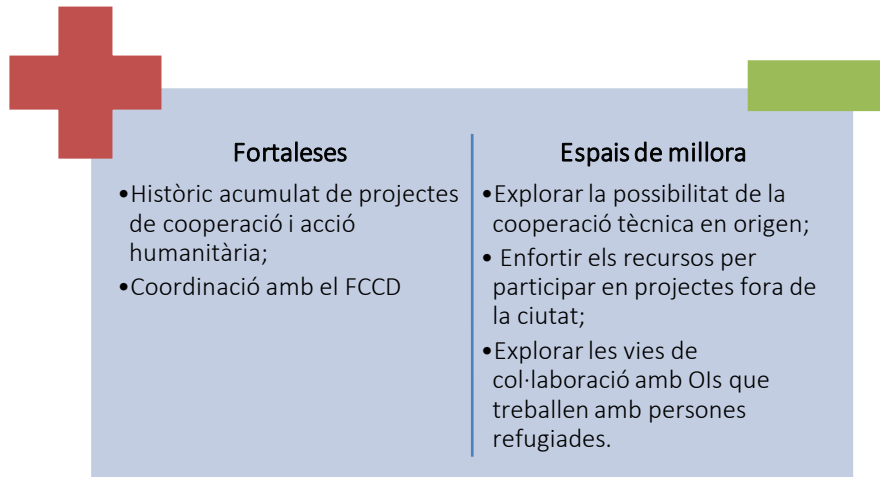 Fortaleses
•Històric acumulat de projectes
de cooperació i acció
humanitària;
•Coordinació amb el FCCD
Espais de millora
•Explorar la possibilitat de la
cooperació tècnica en origen;
• Enfortir els recursos per
participar en projectes fora de
la ciutat;
•Explorar les vies de
col·laboració amb OIs que
treballen amb persones
refugiades.